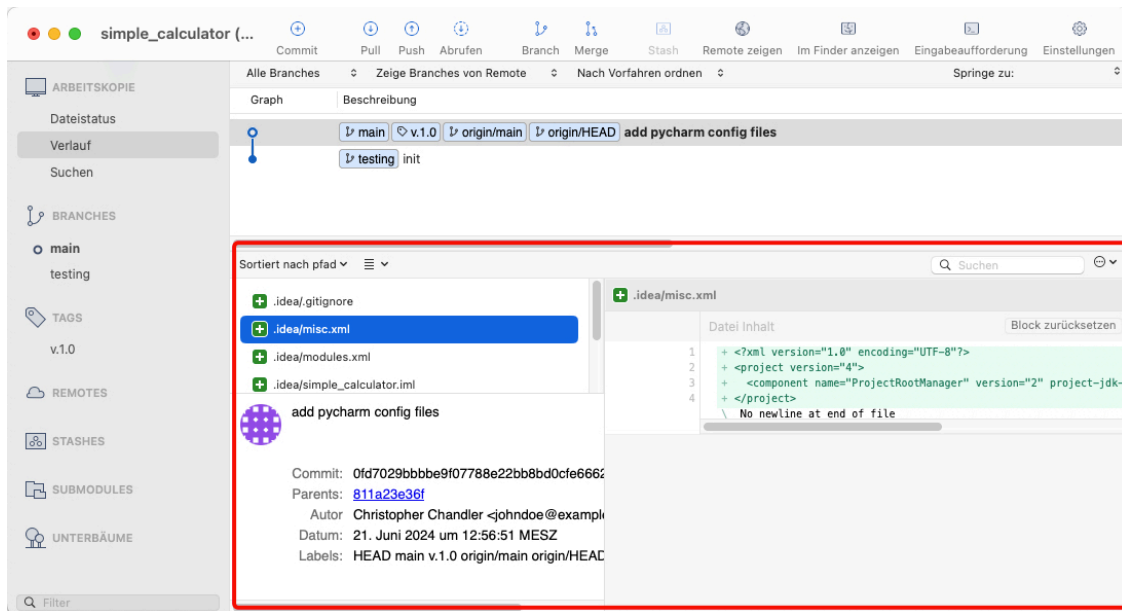 simple_calculator (...
Commit
Pull
Push
Abrufen
Branch
Merge
Stash
Remote zeigen
Im Finder anzeigen
Eingabeaufforderung
Einstellungen
ARBEITSKOPIE
Dateistatus
Verlauf
Suchen
BRANCHES
main
testing
TAGS
v.1.0
REMOTES
STASHES
SUBMODULES
UNTERBÄUME
Filter
Alle Branches Zeige Branches von Remote Nach Vorfahren ordnen Springe zu:
Graph Beschreibung
main v.1.0 origin/main origin/HEAD add pycharm config files
testing init
Sortiert nach pfad
Suchen
.idea/.gitignore
.idea/misc.xml
.idea/modules.xml
.idea/simple_calculator.iml
add pycharm config files
Commit: 0fd7029bbbbe9f07788e22bb8bd0cfe6662
Parents: 811a23e36f
Autor Christopher Chandler <johndoe@example
Datum: 21. Juni 2024 um 12:56:51 MESZ
Labels: HEAD main v.1.0 origin/main origin/HEAD
.idea/misc.xml
Datei Inhalt Block zurücksetzen
1 + <?xml version="1.0" encoding="UTF-8"?>
2 + <project version="4">
3 + <component name="ProjectRootManager" version="2" project-jdk-
4 + </project>
\ No newline at end of file